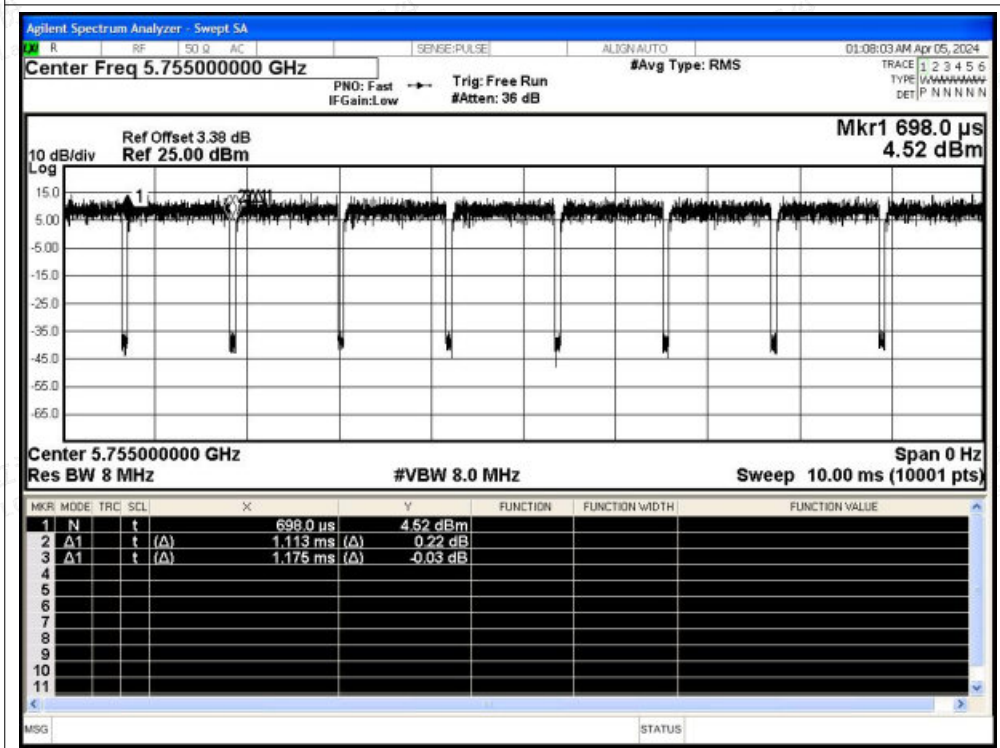 Agilent Spectrum Analyzer - Swept SA
R RF 50 Ω AC SENSE:PULSE ALIGN AUTO 01:08:03 AM Apr 05, 2024
Center Freq 5.755000000 GHz #Avg Type: RMS TRACE 1 2 3 4 5 6
PNO: Fast Trig: Free Run TYPE
IFGain:Low #Atten: 36 dB DET P N N N N N
Mkr1 698.0 µs
Ref Offset 3.38 dB
10 dB/div Ref 25.00 dBm 4.52 dBm
Log
15.0
1
5.00
-5.00
-15.0
-25.0
-35.0
-45.0
-55.0
-65.0
Center 5.755000000 GHz Span 0 Hz
Res BW 8 MHz #VBW 8.0 MHz Sweep 10.00 ms (10001 pts)
MKR MODE TRC SCL X Y FUNCTION FUNCTION WIDTH FUNCTION VALUE
1 N t 698.0 µs 4.52 dBm
2 Δ1 t (Δ) 1.113 ms (Δ) 0.22 dB
3 Δ1 t (Δ) 1.175 ms (Δ) -0.03 dB
4
5
6
7
8
9
10
11
MSG STATUS